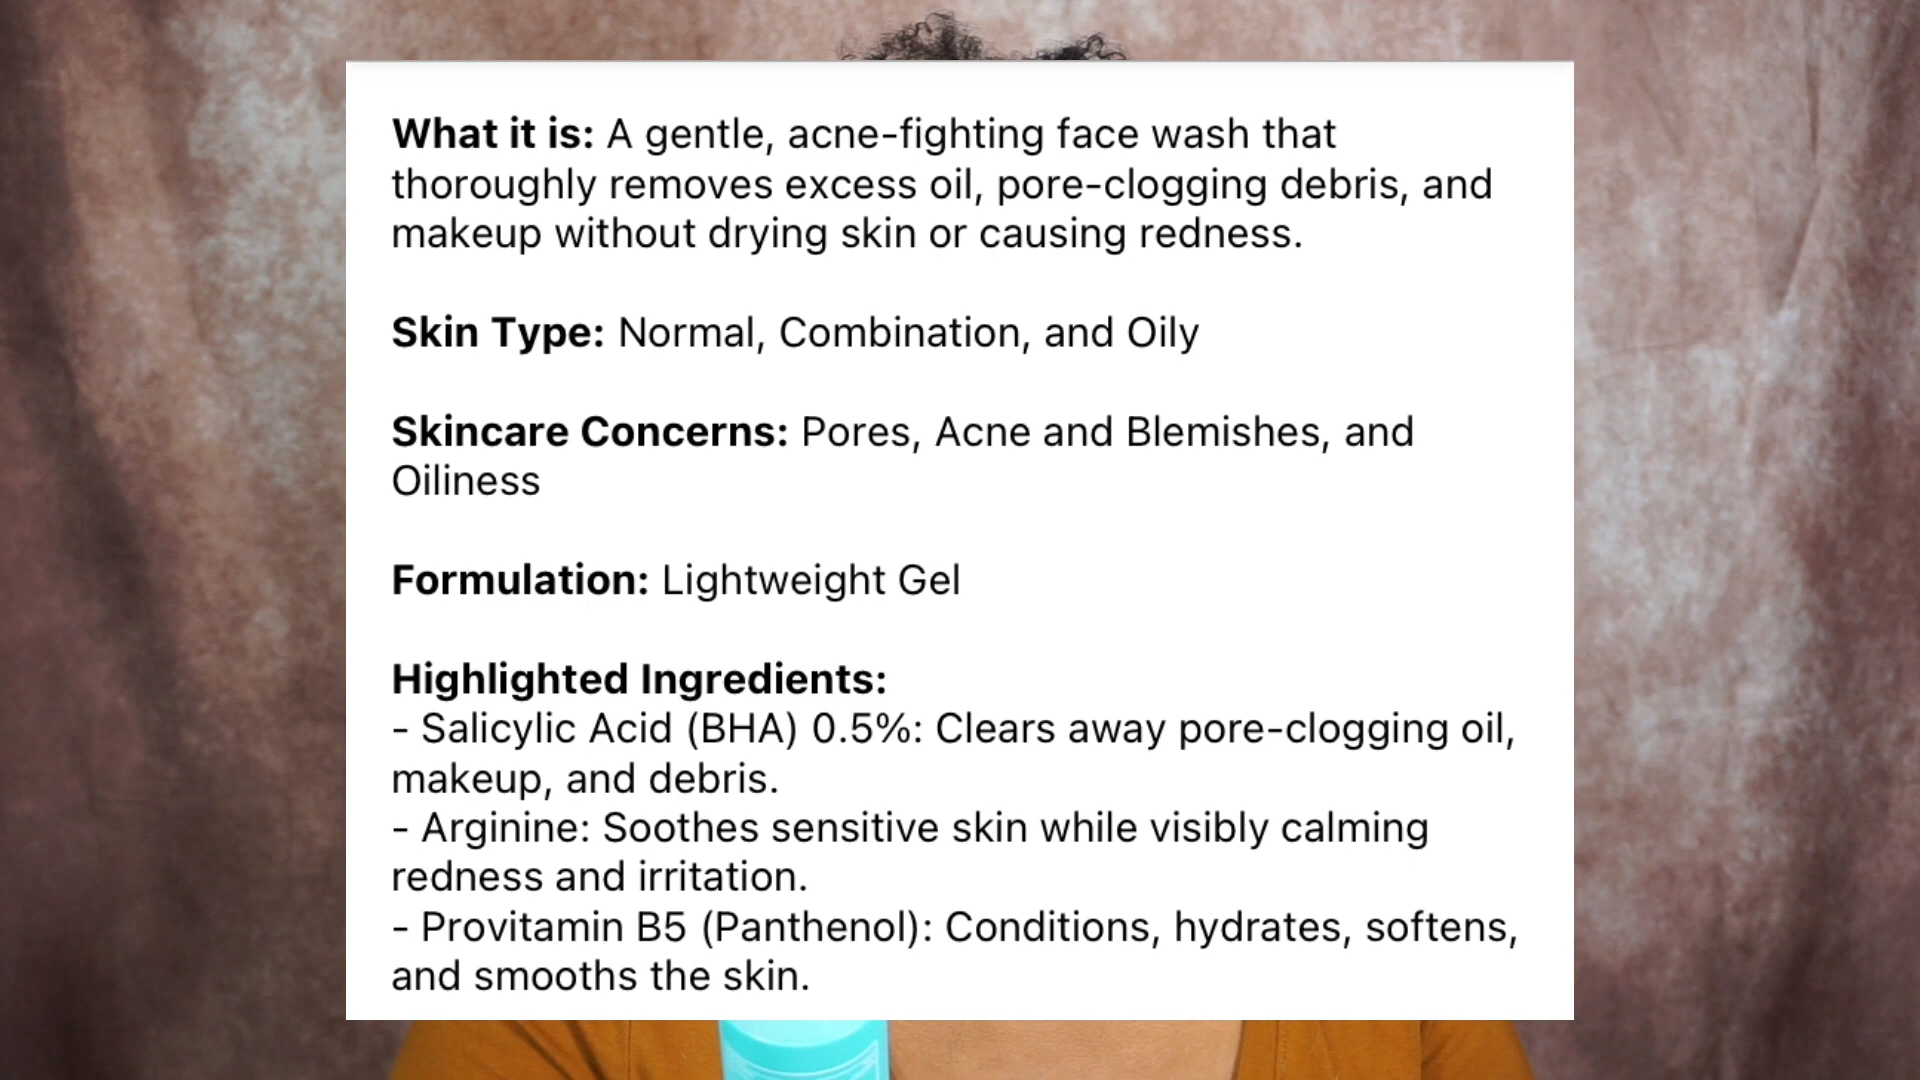 What it is: A gentle, acne-fighting face wash that
thoroughly removes excess oil, pore-clogging debris, and
makeup without drying skin or causing redness.
Skin Type: Normal, Combination, and Oily
Skincare Concerns: Pores, Acne and Blemishes, and
Oiliness
Formulation: Lightweight Gel
Highlighted Ingredients:
- Salicylic Acid (BHA) 0.5%: Clears away pore-clogging oil,
makeup, and debris.
- Arginine: Soothes sensitive skin while visibly calming
redness and irritation.
- Provitamin B5 (Panthenol): Conditions, hydrates, softens,
and smooths the skin.